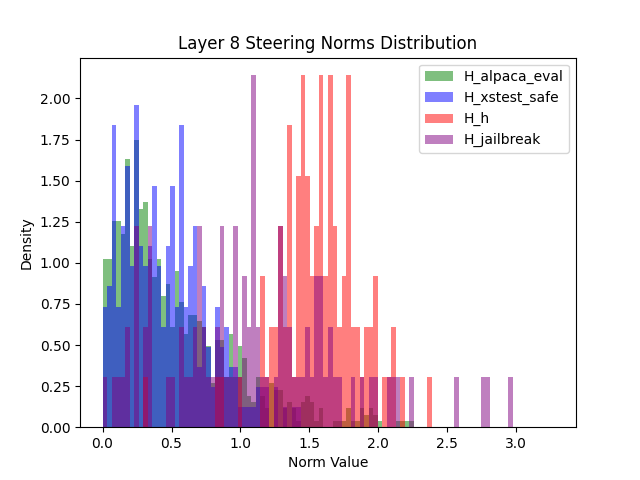 Layer 8 Steering Norms Distribution
H_alpaca_eval
H_xstest_safe
H_h
H_jailbreak
Density
2.00
1.75
1.50
1.25
1.00
0.75
0.50
0.25
0.00
0.0 0.5 1.0 1.5 2.0 2.5 3.0
Norm Value